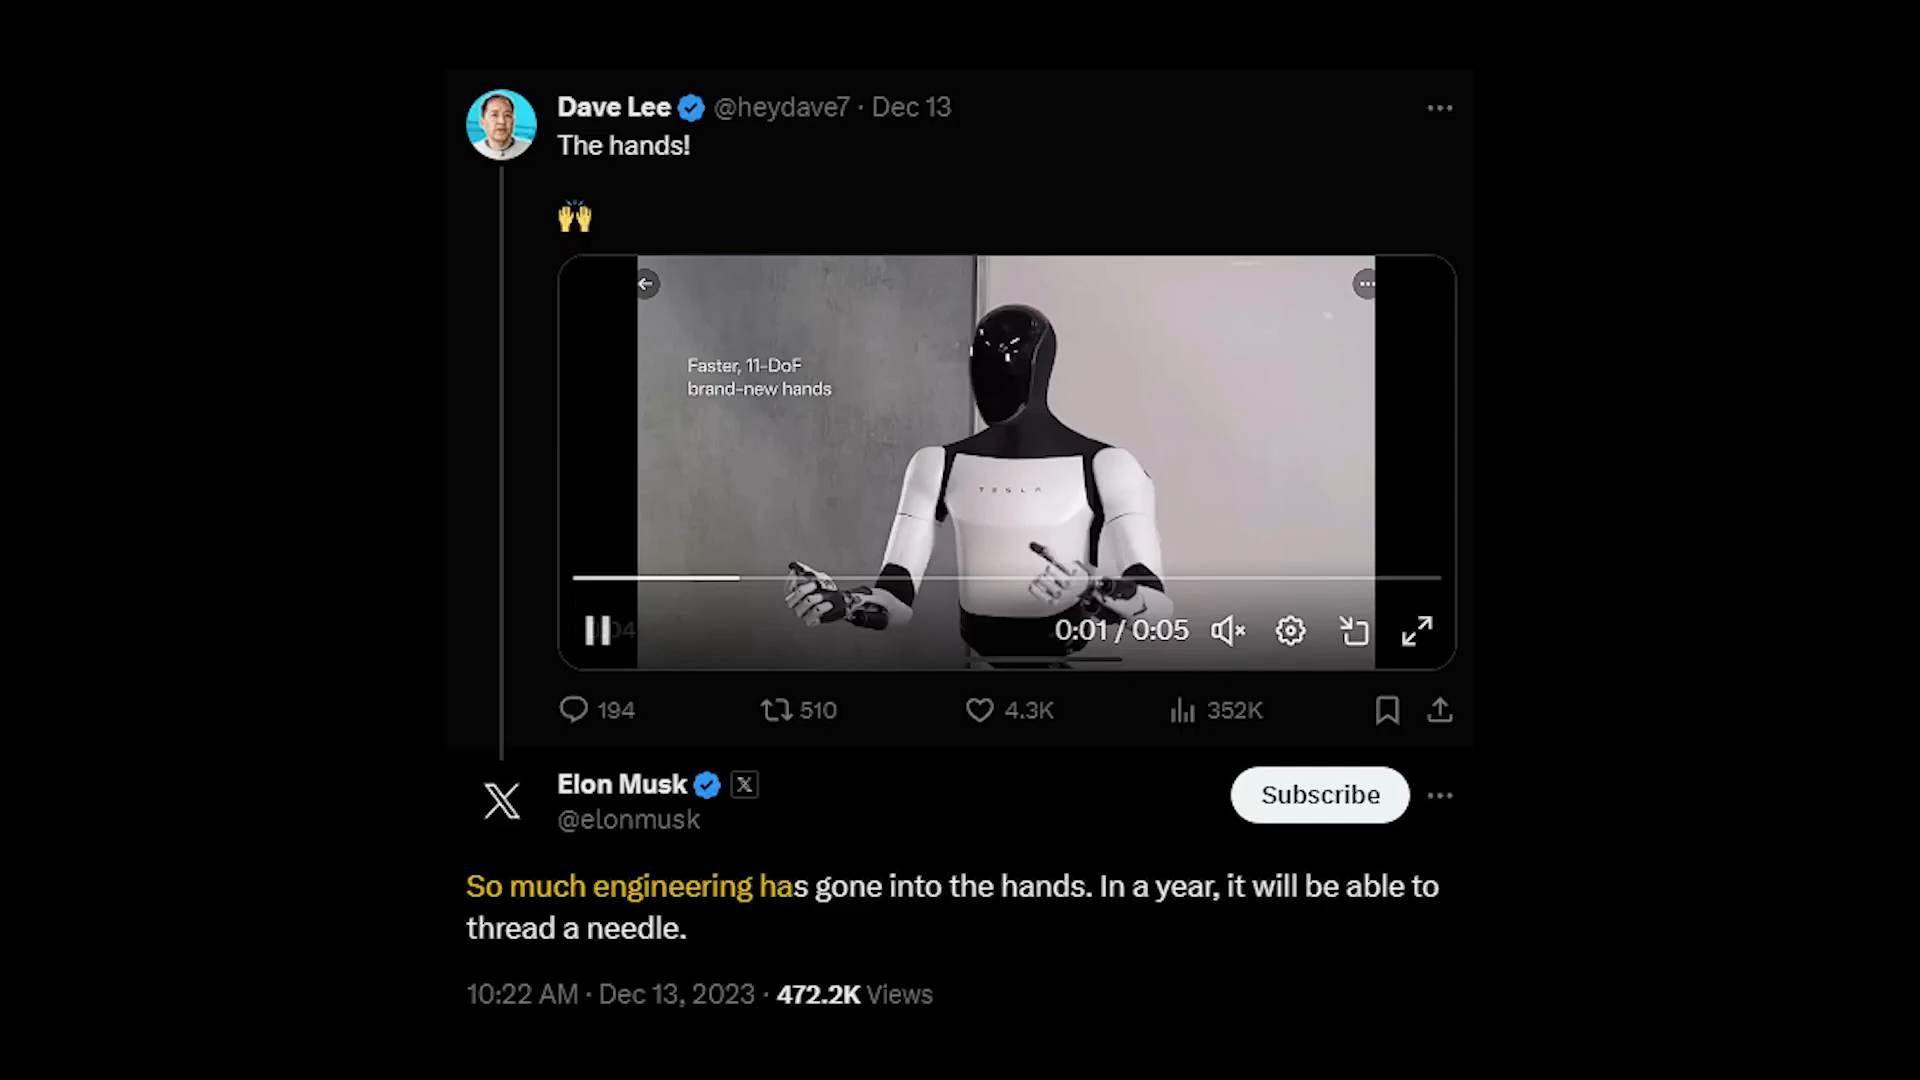 Dave Lee @heydave7 · Dec 13
The hands!
Faster, 11-DoF
brand-new hands
TESLA
0:01 / 0:05
194 510 4.3K 352K
Elon Musk
@elonmusk
Subscribe
So much engineering has gone into the hands. In a year, it will be able to
thread a needle.
10:22 AM · Dec 13, 2023 · 472.2K Views